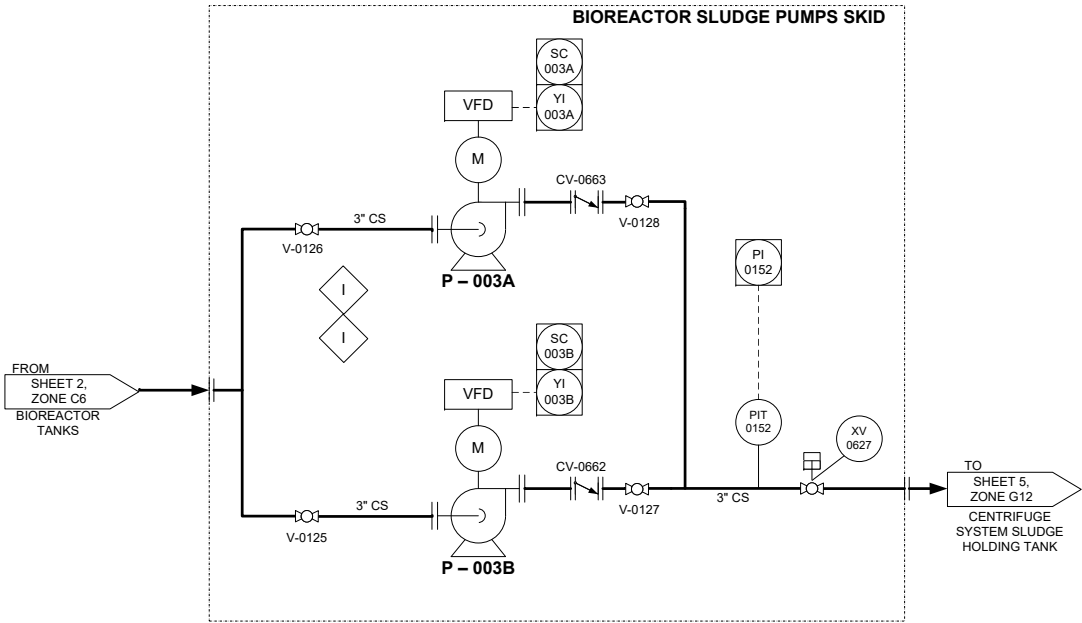 BIOREACTOR SLUDGE PUMPS SKID
SC
003A
VFD
YI
003A
M
CV-0663
3" CS
V-0126
V-0128
P – 003A
PI
0152
I
I
SC
003B
VFD
YI
003B
FROM
SHEET 2,
ZONE C6
BIOREACTOR
TANKS
M
PIT
0152
XV
0627
CV-0662
3" CS
V-0125
V-0127
3" CS
P – 003B
TO
SHEET 5,
ZONE G12
CENTRIFUGE
SYSTEM SLUDGE
HOLDING TANK